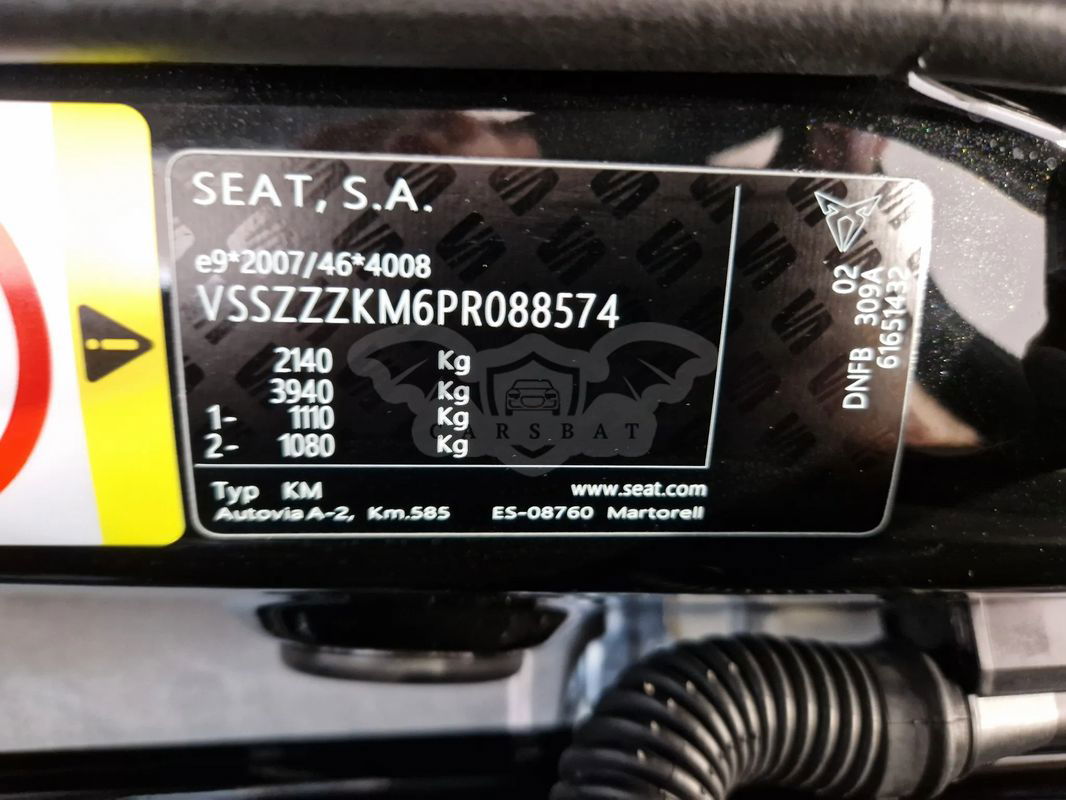 SEAT, S.A.
e9*2007/46*4008
VSSZZZKM6PR088574
2140 Kg
3940 Kg
1- 1110 Kg
2- 1080 Kg
CARSBAT
Typ KM www.seat.com
Autovia A-2, Km.585 ES-08760 Martorell
DNFB 309A 02
61651432